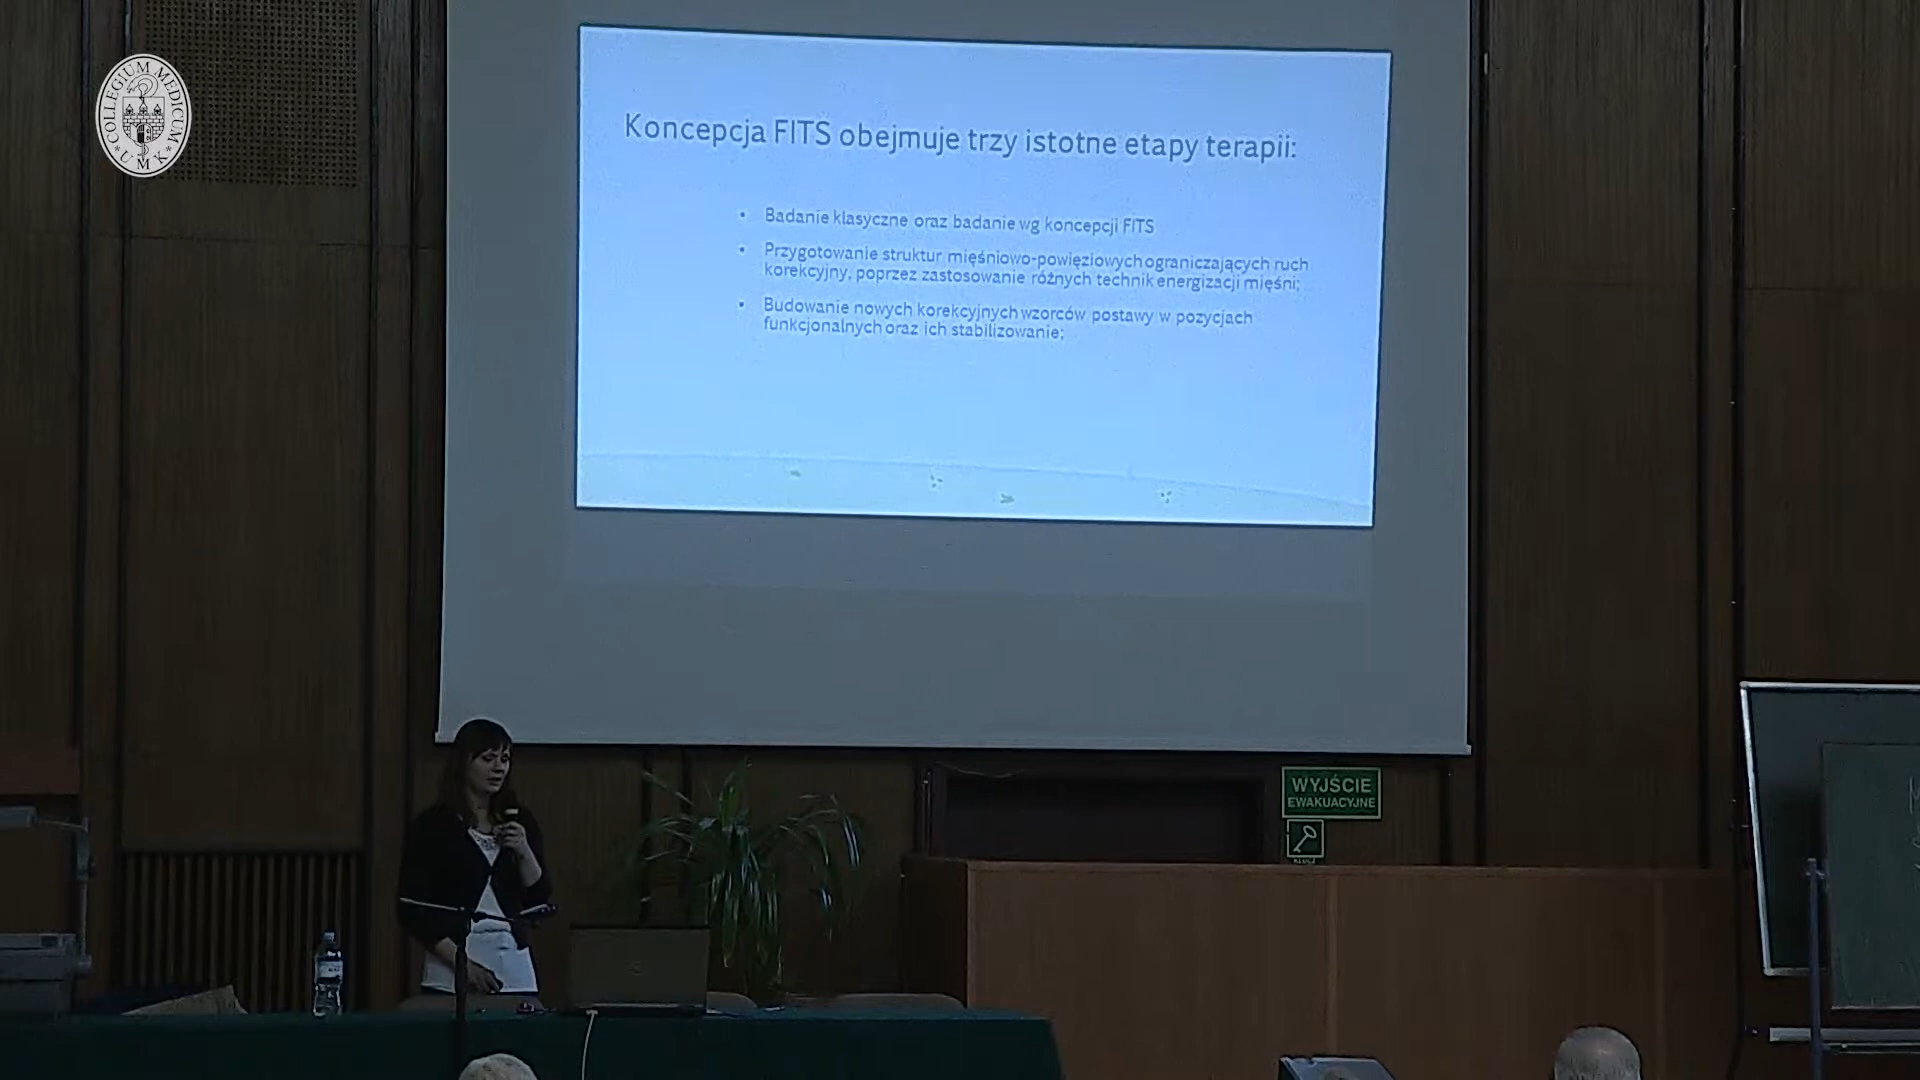 COLLEGIUM MEDICUM
* UMK *
Koncepcja FITS obejmuje trzy istotne etapy terapii:
• Badanie klasyczne oraz badanie wg koncepcji FITS
• Przygotowanie struktur mięśniowo-powięziowych ograniczających ruch
korekcyjny, poprzez zastosowanie różnych technik energizacji mięśni;
• Budowanie nowych korekcyjnych wzorców postawy w pozycjach
funkcjonalnych oraz ich stabilizowanie;
WYJŚCIE
EWAKUACYJNE
KLUCZ